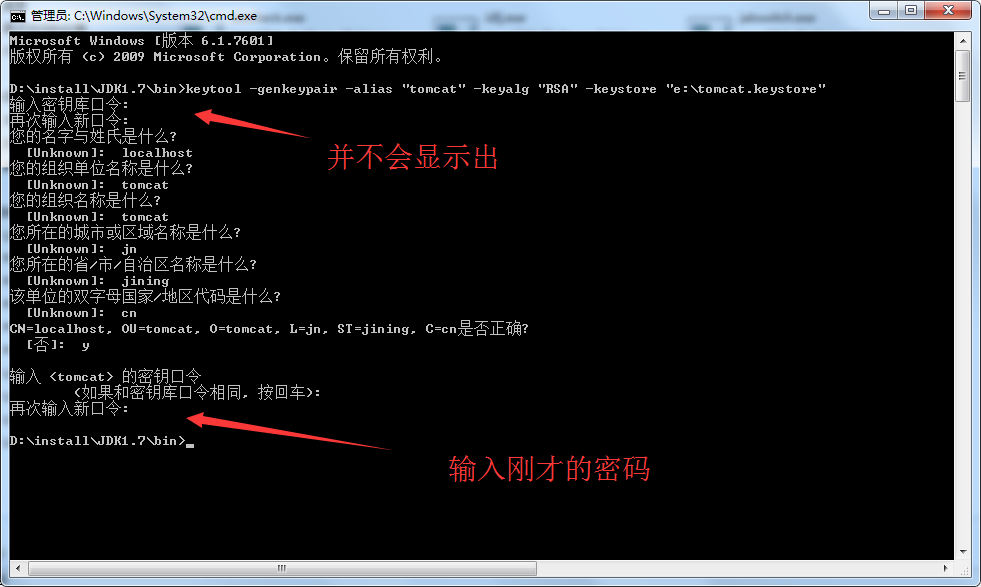 管理员: C:\Windows\System32\cmd.exe
Microsoft Windows [版本 6.1.7601]
版权所有 (c) 2009 Microsoft Corporation。保留所有权利。
D:\install\JDK1.7\bin>keytool -genkeypair -alias "tomcat" -keyalg "RSA" -keystore "e:\tomcat.keystore"
输入密钥库口令:
再次输入新口令:
您的名字与姓氏是什么?
[Unknown]: localhost
并不会显示出
您的组织单位名称是什么?
[Unknown]: tomcat
您的组织名称是什么?
[Unknown]: tomcat
您所在的城市或区域名称是什么?
[Unknown]: jn
您所在的省/市/自治区名称是什么?
[Unknown]: jining
该单位的双字母国家/地区代码是什么?
[Unknown]: cn
CN=localhost, OU=tomcat, O=tomcat, L=jn, ST=jining, C=cn是否正确?
[否]: y
输入 <tomcat> 的密钥口令
(如果和密钥库口令相同, 按回车):
再次输入新口令:
D:\install\JDK1.7\bin>
输入刚才的密码